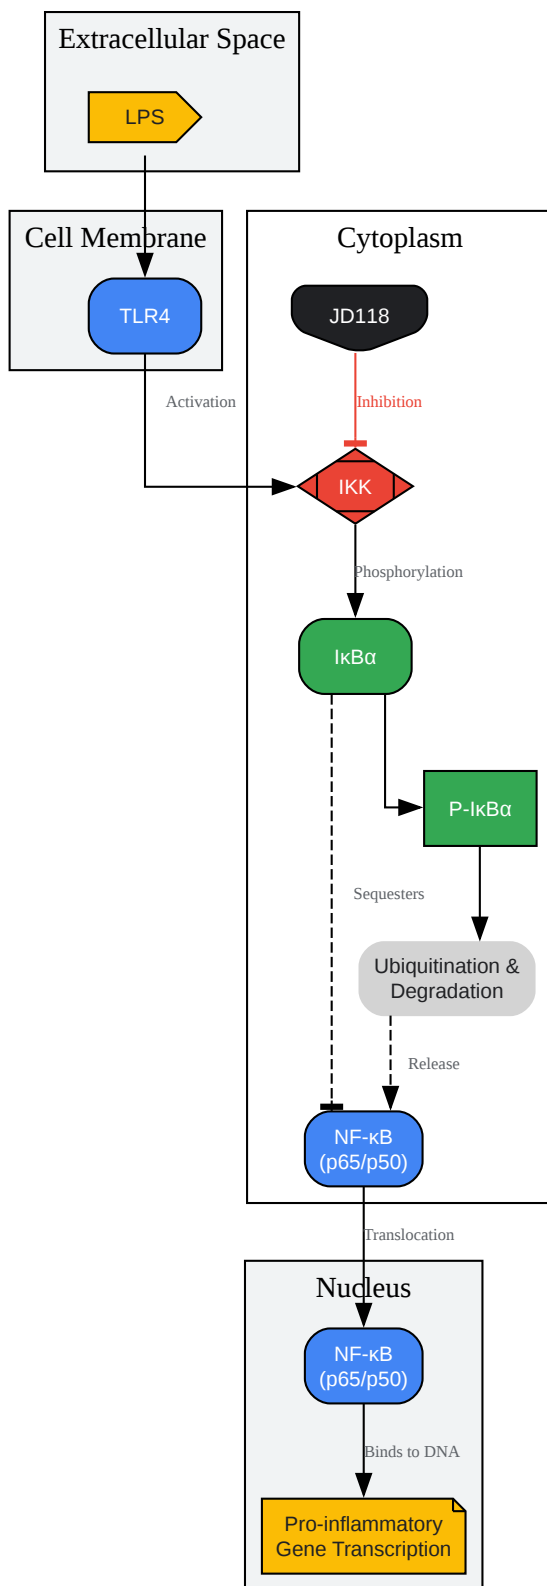 Extracellular Space
LPS
Cell Membrane
Cytoplasm
TLR4
JD118
Activation
Inhibition
IKK
Phosphorylation
IκBα
P-IκBα
Sequesters
Ubiquitination &
Degradation
Release
NF-κB
(p65/p50)
Translocation
Nucleus
NF-κB
(p65/p50)
Binds to DNA
Pro-inflammatory
Gene Transcription